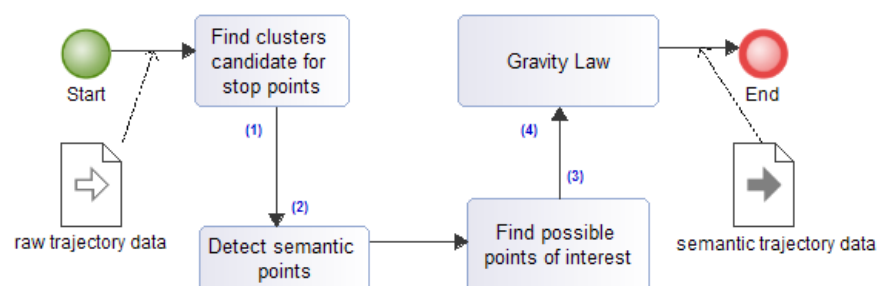 Start
Find clusters
candidate for
stop points
Gravity Law
End
(1)
(4)
(2)
(3)
raw trajectory data
Detect semantic
points
Find possible
points of interest
semantic trajectory data